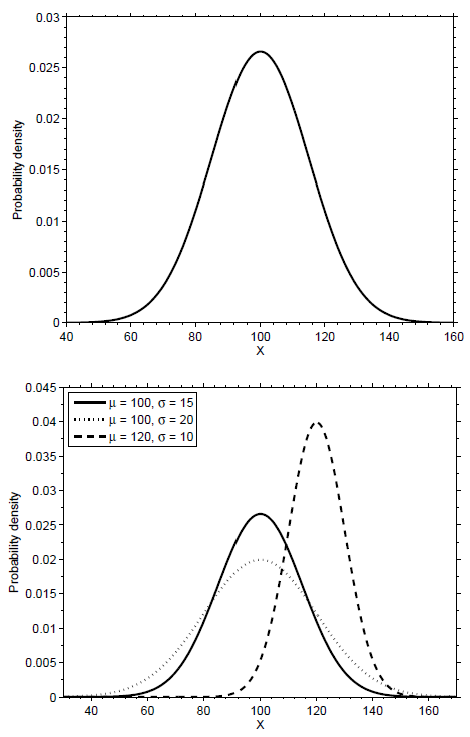 0.03
0.025
0.02
0.015
0.01
0.005
0
Probability density
40 60 80 100 120 140 160
X
0.045
0.04
0.035
0.03
0.025
0.02
0.015
0.01
0.005
0
Probability density
μ = 100, σ = 15
μ = 100, σ = 20
μ = 120, σ = 10
40 60 80 100 120 140 160
X